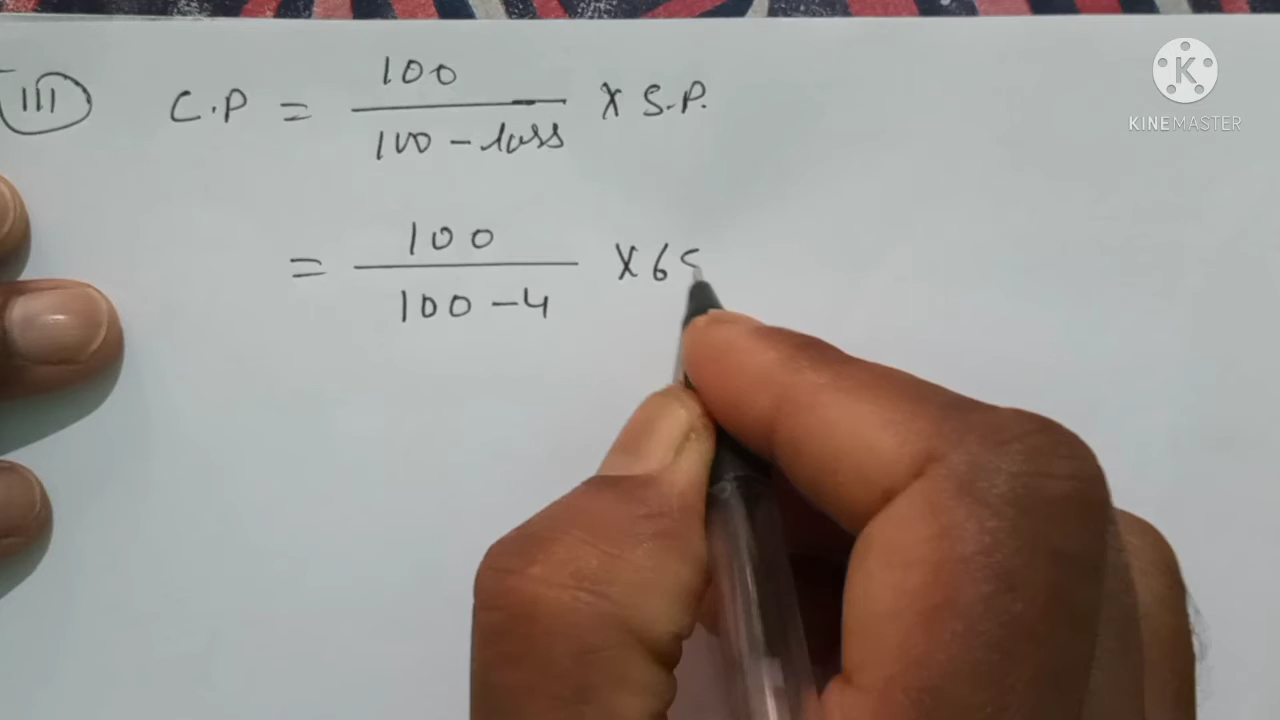 III C.P = 100 / 100 - loss X S.P.
= 100 / 100 - 4 X 6
K
KINEMASTER